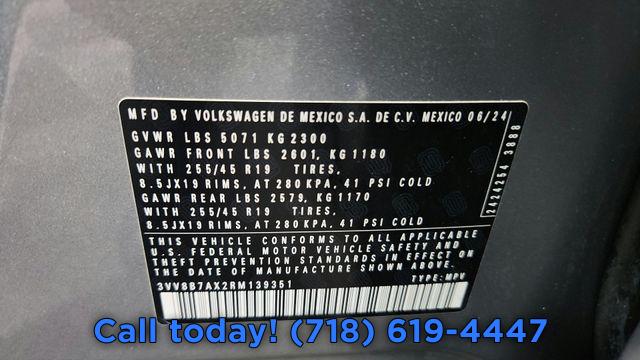 MFD BY VOLKSWAGEN DE MEXICO S.A. DE C.V. MEXICO 06/24
GVWR LBS 5071 KG 2300
GAWR FRONT LBS 2601, KG 1180
WITH 255/45 R19 TIRES,
8.5JX19 RIMS, AT 280 KPA, 41 PSI COLD
GAWR REAR LBS 2579, KG 1170
WITH 255/45 R19 TIRES,
8.5JX19 RIMS, AT 280 KPA, 41 PSI COLD
THIS VEHICLE CONFORMS TO ALL APPLICABLE
U.S. FEDERAL MOTOR VEHICLE SAFETY AND
THEFT PREVENTION STANDARDS IN EFFECT ON THE DATE
OF MANUFACTURE SHOWN ABOVE.
3VV8B7AX2RM139351 TYPE: MPV
2424254 3888
Call today! (718) 619-4447